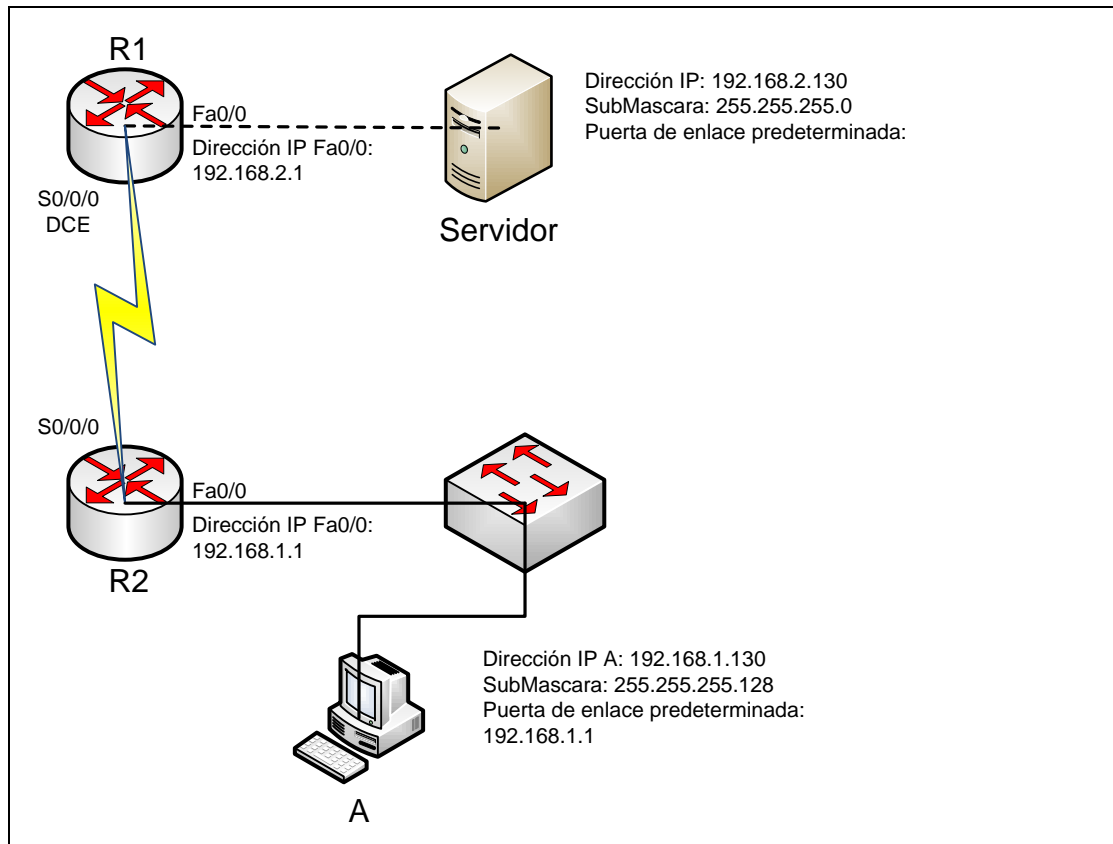 R1
Fa0/0
Dirección IP Fa0/0:
192.168.2.1
S0/0/0
DCE
Dirección IP: 192.168.2.130
SubMascara: 255.255.255.0
Puerta de enlace predeterminada:
Servidor
S0/0/0
Fa0/0
Dirección IP Fa0/0:
192.168.1.1
R2
Dirección IP A: 192.168.1.130
SubMascara: 255.255.255.128
Puerta de enlace predeterminada:
192.168.1.1
A